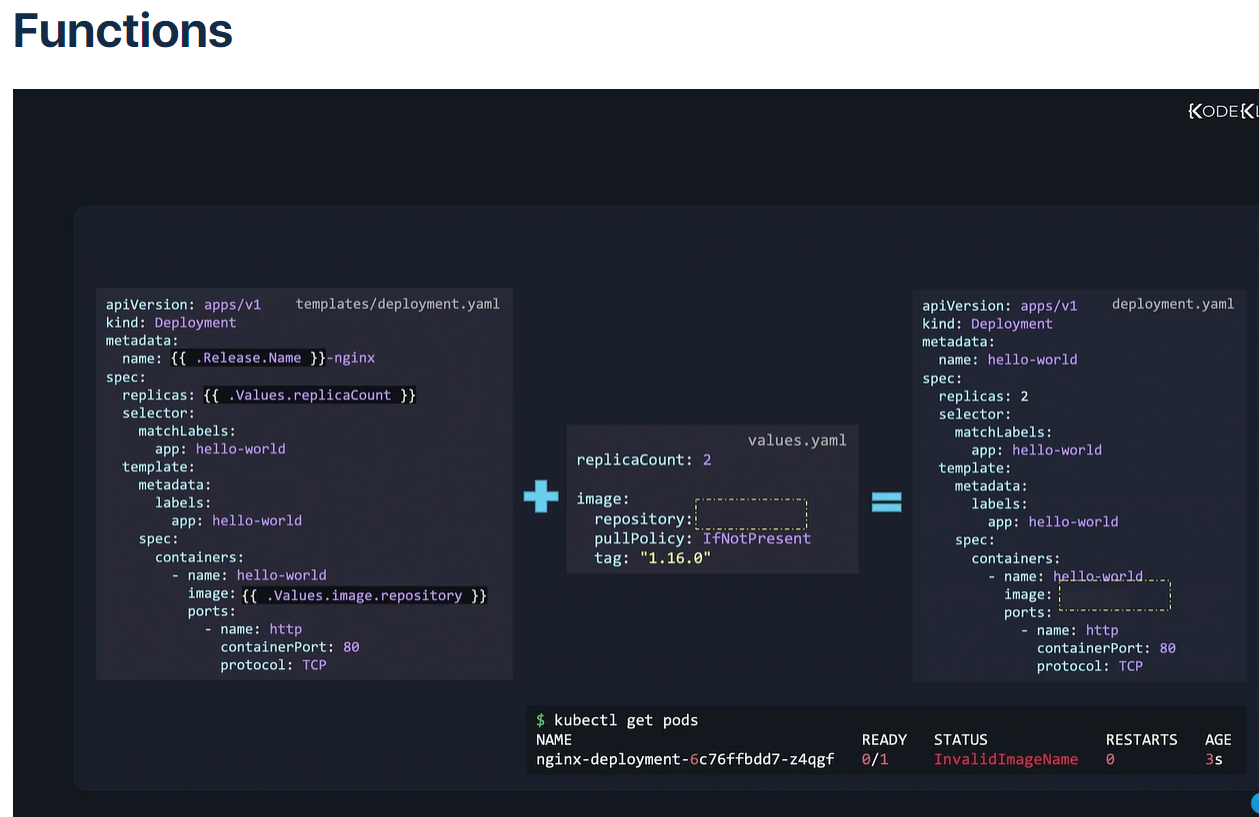 Functions
apiVersion: apps/v1 templates/deployment.yaml
kind: Deployment
metadata:
name: {{ .Release.Name }}-nginx
spec:
replicas: {{ .Values.replicaCount }}
selector:
matchLabels:
app: hello-world
template:
metadata:
labels:
app: hello-world
spec:
containers:
- name: hello-world
image: {{ .Values.image.repository }}
ports:
- name: http
containerPort: 80
protocol: TCP
values.yaml
replicaCount: 2
image:
repository:
pullPolicy: IfNotPresent
tag: "1.16.0"
apiVersion: apps/v1 deployment.yaml
kind: Deployment
metadata:
name: hello-world
spec:
replicas: 2
selector:
matchLabels:
app: hello-world
template:
metadata:
labels:
app: hello-world
spec:
containers:
- name: hello-world
image:
ports:
- name: http
containerPort: 80
protocol: TCP
$ kubectl get pods
NAME READY STATUS RESTARTS AGE
nginx-deployment-6c76ffbdd7-z4qgf 0/1 InvalidImageName 0 3s